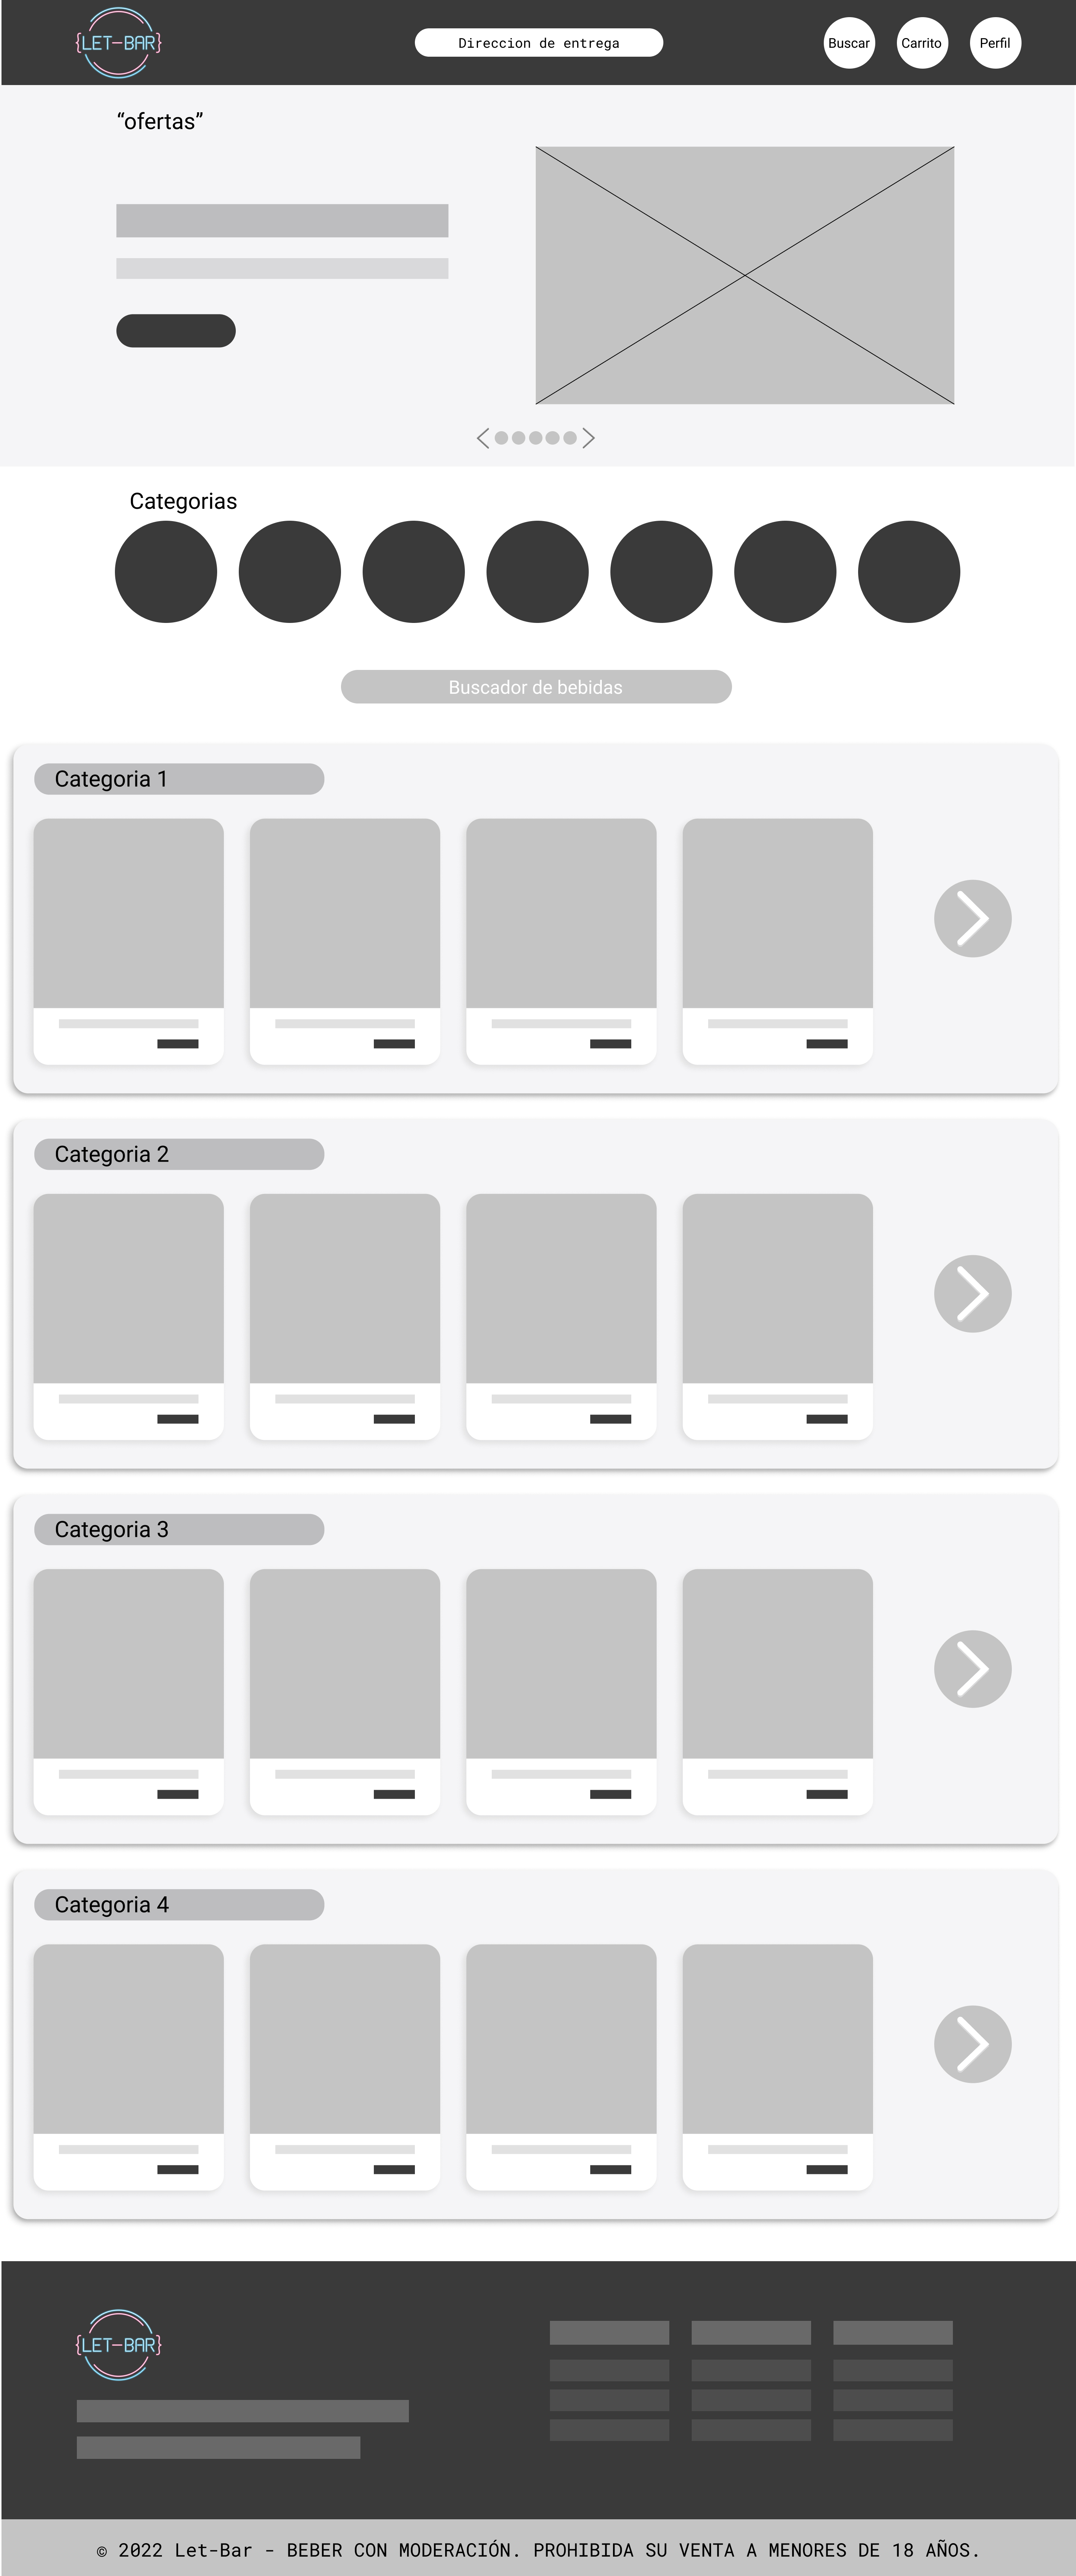 {LET-BAR}
Direccion de entrega
Buscar
Carrito
Perfil
“ofertas”
Categorias
Buscador de bebidas
Categoria 1
Categoria 2
Categoria 3
Categoria 4
{LET-BAR}
© 2022 Let-Bar - BEBER CON MODERACIÓN. PROHIBIDA SU VENTA A MENORES DE 18 AÑOS.